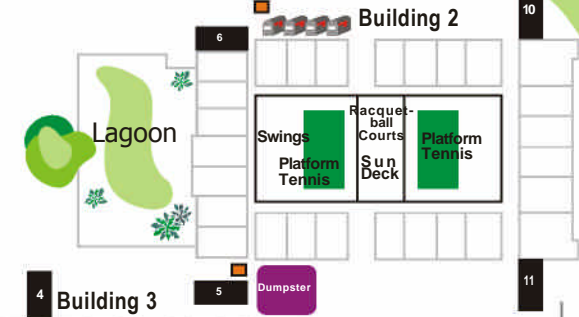 10
Building 2
6
Lagoon
Swings
Platform
Tennis
Racquet-
ball
Courts
Sun
Deck
Platform
Tennis
4
Building 3
5
Dumpster
11